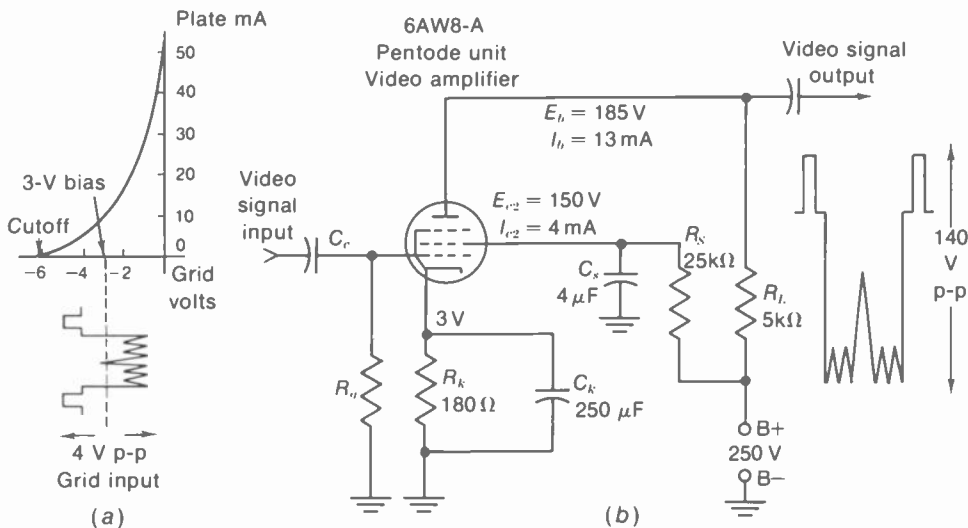 Plate mA
50
40
30
20
10
0
3-V bias
Cutoff
−6
−4
−2
Grid
volts
4 V p-p
Grid input
(a)
6AW8-A
Pentode unit
Video amplifier
Video signal
output
E_b = 185 V
I_b = 13 mA
Video
signal
input
C_c
E_c2 = 150 V
I_c2 = 4 mA
R_S
25kΩ
C_s
4 μF
R_L
5kΩ
140
V
p-p
3 V
R_g
R_k
180 Ω
C_k
250 μF
B+
250 V
B−
(b)